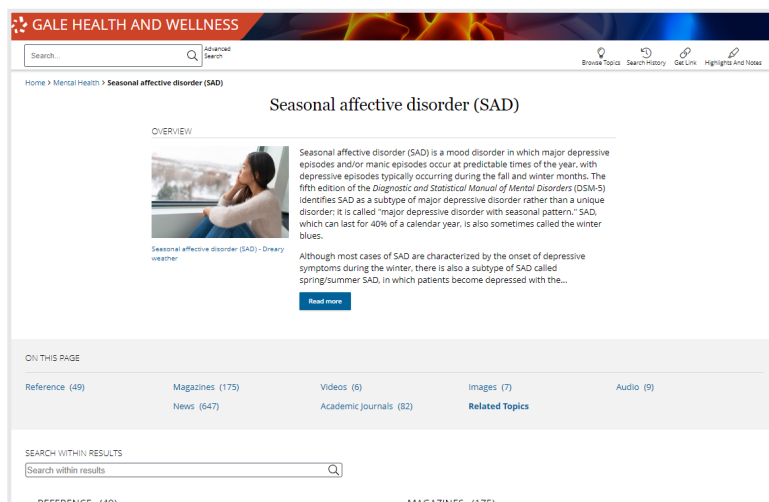 GALE HEALTH AND WELLNESS
Search...
Advanced
Search
Browse Topics Search History Get Link Highlights And Notes
Home > Mental Health > Seasonal affective disorder (SAD)
Seasonal affective disorder (SAD)
OVERVIEW
Seasonal affective disorder (SAD) - Dreary
weather
Seasonal affective disorder (SAD) is a mood disorder in which major depressive
episodes and/or manic episodes occur at predictable times of the year, with
depressive episodes typically occurring during the fall and winter months. The
fifth edition of the Diagnostic and Statistical Manual of Mental Disorders (DSM-5)
identifies SAD as a subtype of major depressive disorder rather than a unique
disorder; it is called "major depressive disorder with seasonal pattern." SAD,
which can last for 40% of a calendar year, is also sometimes called the winter
blues.
Although most cases of SAD are characterized by the onset of depressive
symptoms during the winter, there is also a subtype of SAD called
spring/summer SAD, in which patients become depressed with the...
Read more
ON THIS PAGE
Reference (49) Magazines (175) Videos (6) Images (7) Audio (9)
News (647) Academic Journals (82) Related Topics
SEARCH WITHIN RESULTS
Search within results
REFERENCE (49) MAGAZINES (175)